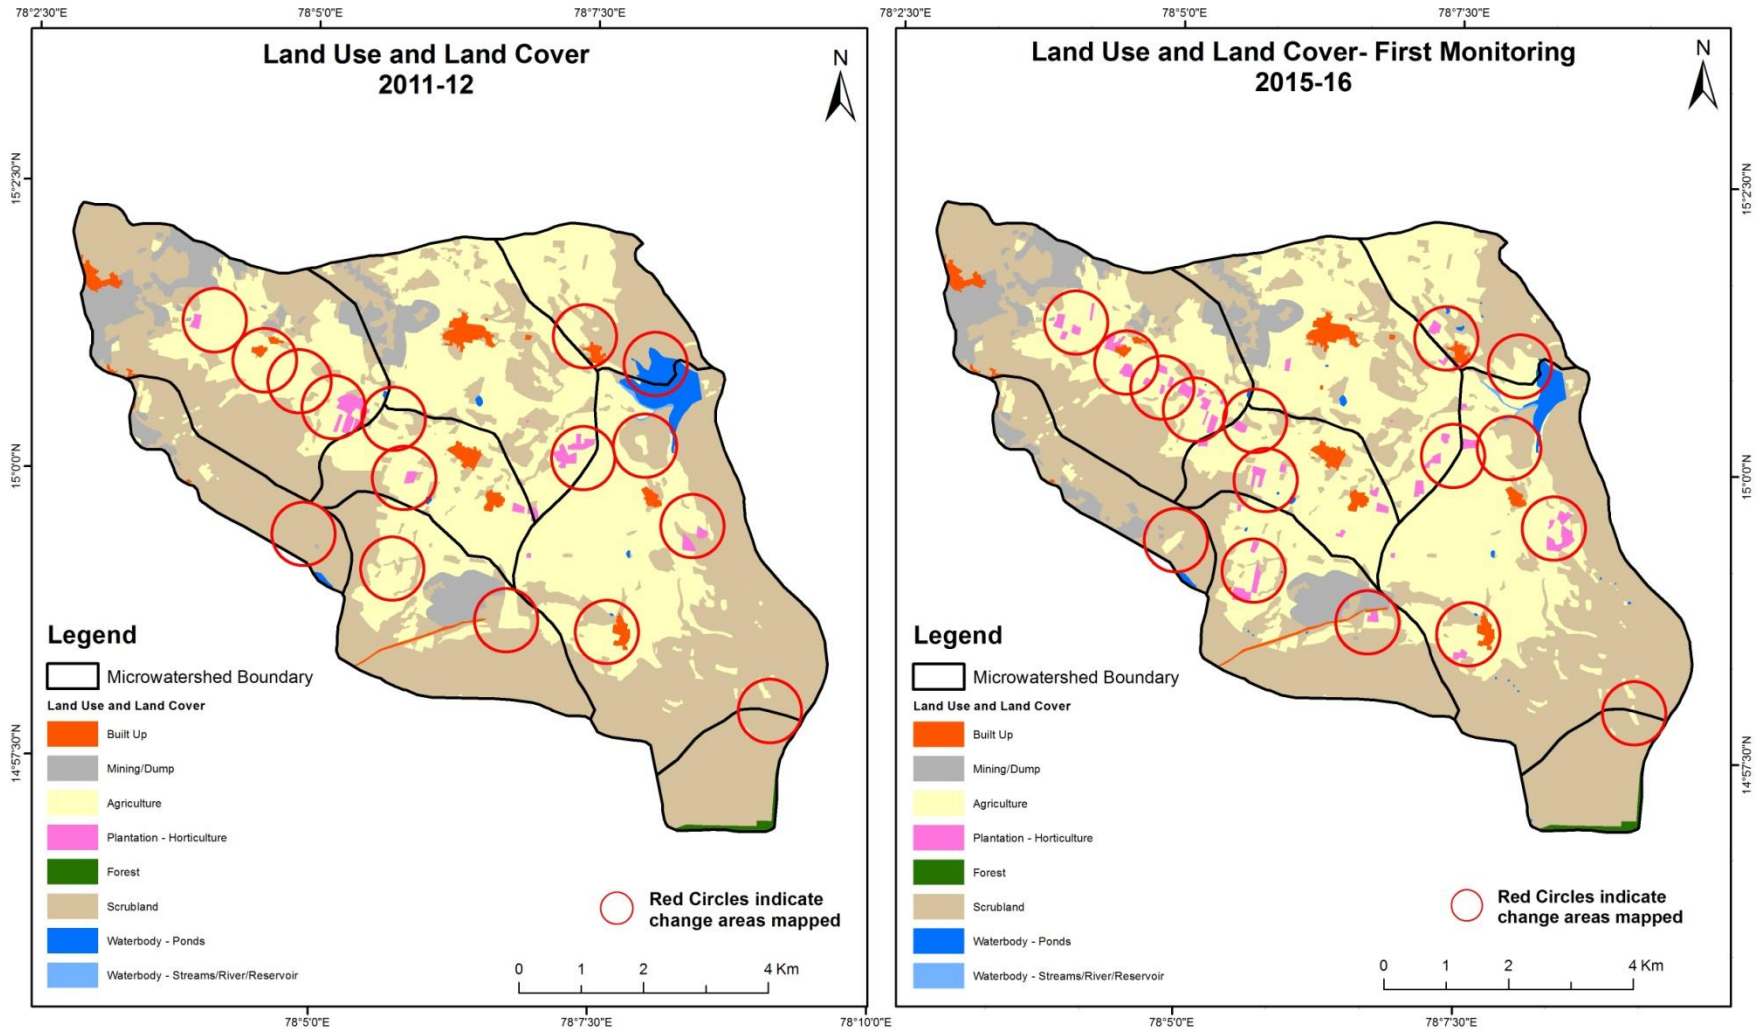 78°2'30"E
78°5'0"E
78°7'30"E
78°2'30"E
78°5'0"E
78°7'30"E
Land Use and Land Cover
2011-12
N
15°2'30"N
15°0'0"N
14°57'30"N
Legend
Microwatershed Boundary
Land Use and Land Cover
Built Up
Mining/Dump
Agriculture
Plantation - Horticulture
Forest
Scrubland
Waterbody - Ponds
Waterbody - Streams/River/Reservoir
Red Circles indicate
change areas mapped
0 1 2 4 Km
78°5'0"E
78°7'30"E
78°10'0"E
Land Use and Land Cover- First Monitoring
2015-16
N
15°2'30"N
15°0'0"N
14°57'30"N
Legend
Microwatershed Boundary
Land Use and Land Cover
Built Up
Mining/Dump
Agriculture
Plantation - Horticulture
Forest
Scrubland
Waterbody - Ponds
Waterbody - Streams/River/Reservoir
Red Circles indicate
change areas mapped
0 1 2 4 Km
78°5'0"E
78°7'30"E